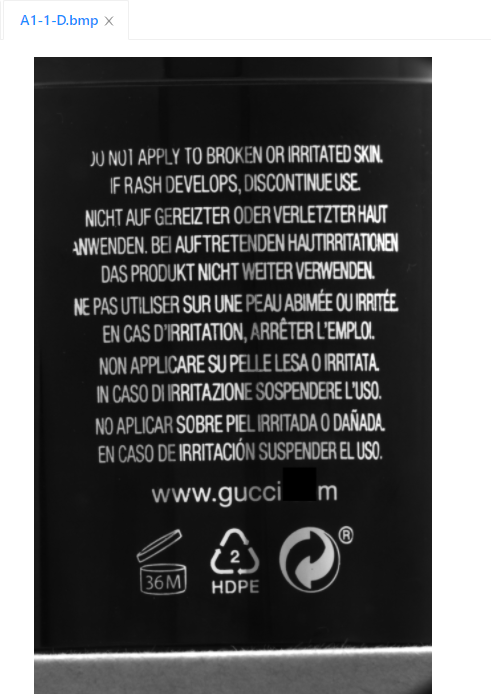 A1-1-D.bmp
DO NOT APPLY TO BROKEN OR IRRITATED SKIN.
IF RASH DEVELOPS, DISCONTINUE USE.
NICHT AUF GEREIZTER ODER VERLETZTER HAUT
ANWENDEN. BEI AUFTRETENDEN HAUTIRRITATIONEN
DAS PRODUKT NICHT WEITER VERWENDEN.
NE PAS UTILISER SUR UNE PEAU ABIMÉE OU IRRITÉE.
EN CAS D'IRRITATION, ARRÊTER L'EMPLOI.
NON APPLICARE SU PELLE LESA O IRRITATA.
IN CASO DI IRRITAZIONE SOSPENDERE L'USO.
NO APLICAR SOBRE PIEL IRRITADA O DAÑADA.
EN CASO DE IRRITACIÓN SUSPENDER EL USO.
www.gucci m
36M
2
HDPE
®